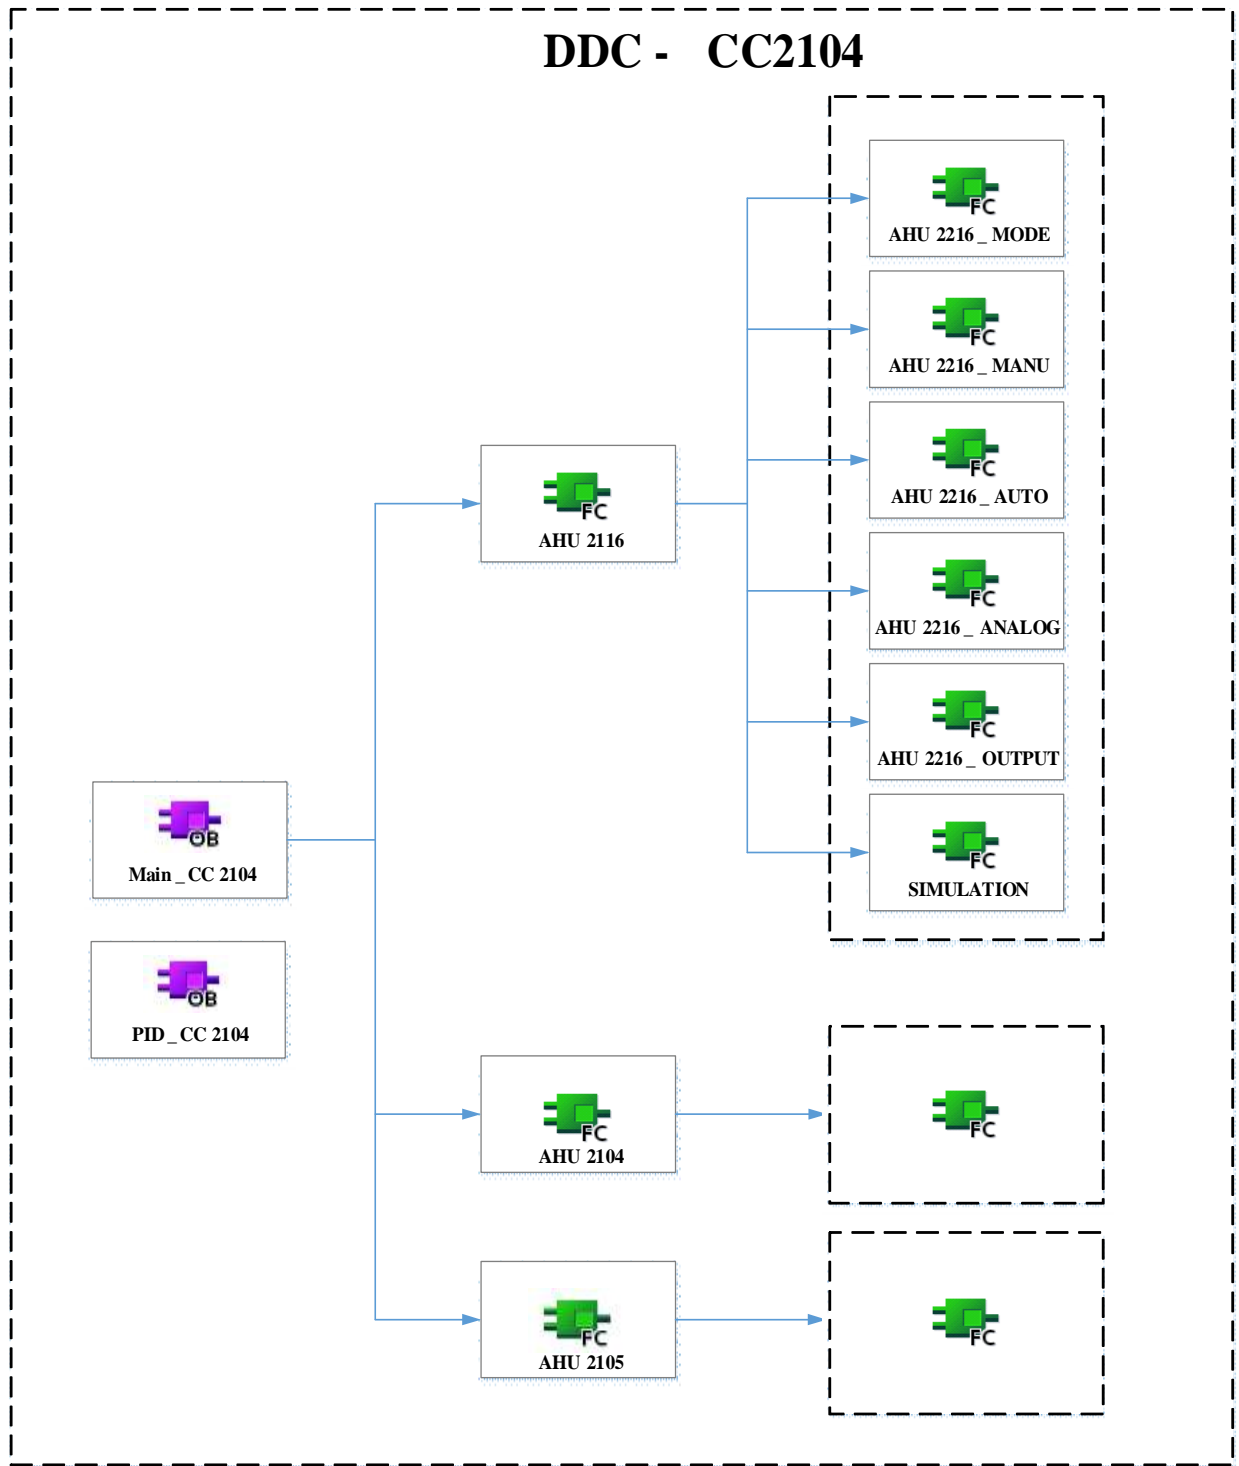 DDC - CC2104
FC
AHU 2216 _ MODE
FC
AHU 2216 _ MANU
FC
AHU 2216 _ AUTO
FC
AHU 2116
FC
AHU 2216 _ ANALOG
FC
AHU 2216 _ OUTPUT
OB
Main _ CC 2104
FC
SIMULATION
OB
PID _ CC 2104
FC
AHU 2104
FC
FC
AHU 2105
FC